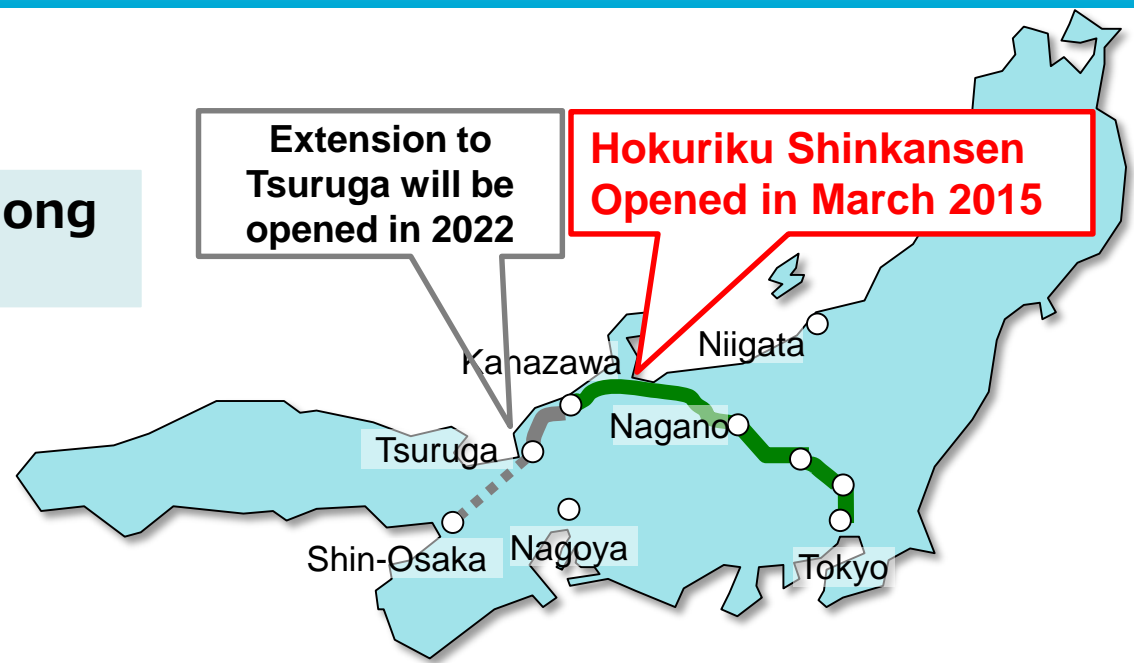 ong
Extension to
Tsuruga will be
opened in 2022
Hokuriku Shinkansen
Opened in March 2015
Niigata
Kanazawa
Nagano
Tsuruga
Shin-Osaka
Nagoya
Tokyo